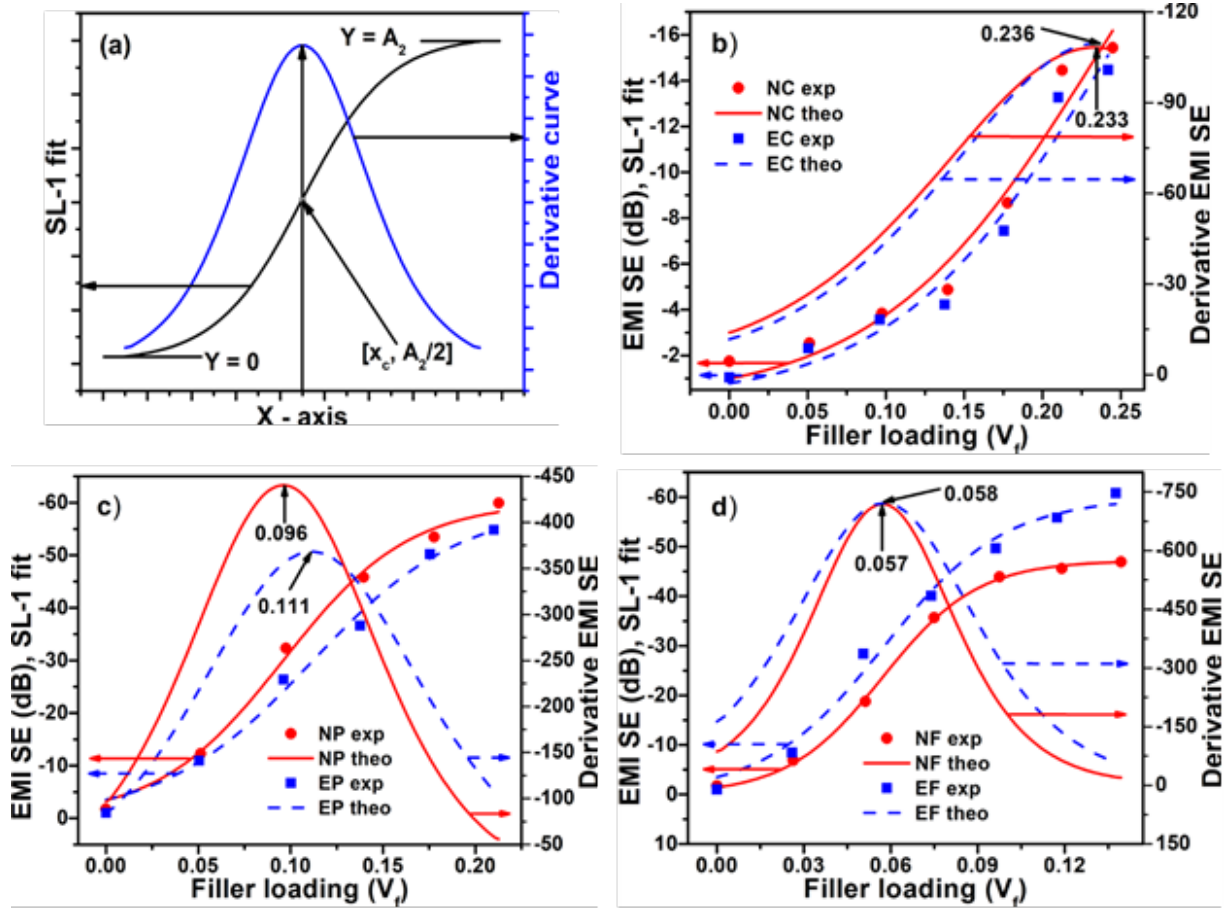 (a)
Y = A2
Y = 0
[xc, A2/2]
SL-1 fit
Derivative curve
X - axis
b)
-16
-14
-12
-10
-8
-6
-4
-2
EMI SE (dB), SL-1 fit
NC exp
NC theo
EC exp
EC theo
0.236
0.233
-120
-90
-60
-30
0
Derivative EMI SE
0.00 0.05 0.10 0.15 0.20 0.25
Filler loading (Vf)
c)
-60
-50
-40
-30
-20
-10
0
EMI SE (dB), SL-1 fit
0.096
0.111
NP exp
NP theo
EP exp
EP theo
-450
-400
-350
-300
-250
-200
-150
-100
-50
Derivative EMI SE
0.00 0.05 0.10 0.15 0.20
Filler loading (Vf)
d)
-60
-50
-40
-30
-20
-10
0
10
EMI SE (dB), SL-1 fit
0.058
0.057
NF exp
NF theo
EF exp
EF theo
-750
-600
-450
-300
-150
0
150
Derivative EMI SE
0.00 0.03 0.06 0.09 0.12
Filler loading (Vf)